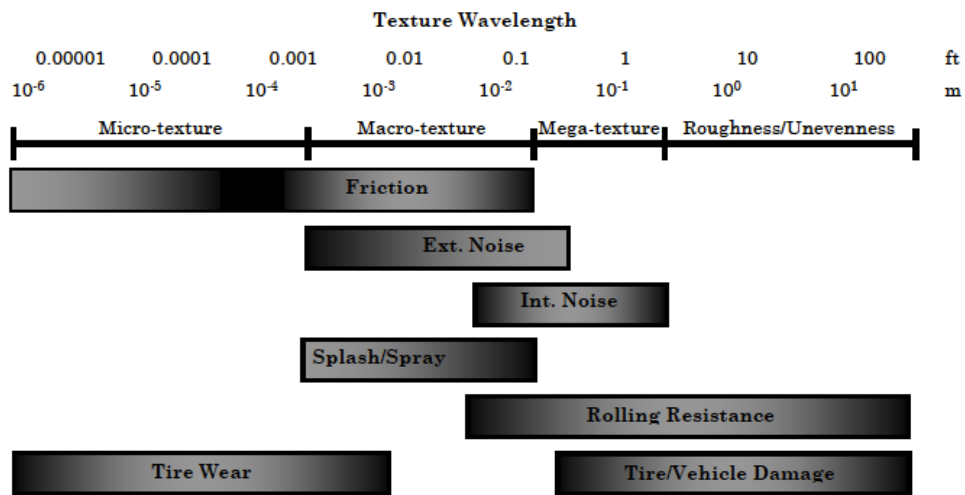 Texture Wavelength
0.00001 0.0001 0.001 0.01 0.1 1 10 100 ft
10⁻⁶ 10⁻⁵ 10⁻⁴ 10⁻³ 10⁻² 10⁻¹ 10⁰ 10¹ m
Micro-texture Macro-texture Mega-texture Roughness/Unevenness
Friction
Ext. Noise
Int. Noise
Splash/Spray
Rolling Resistance
Tire Wear Tire/Vehicle Damage